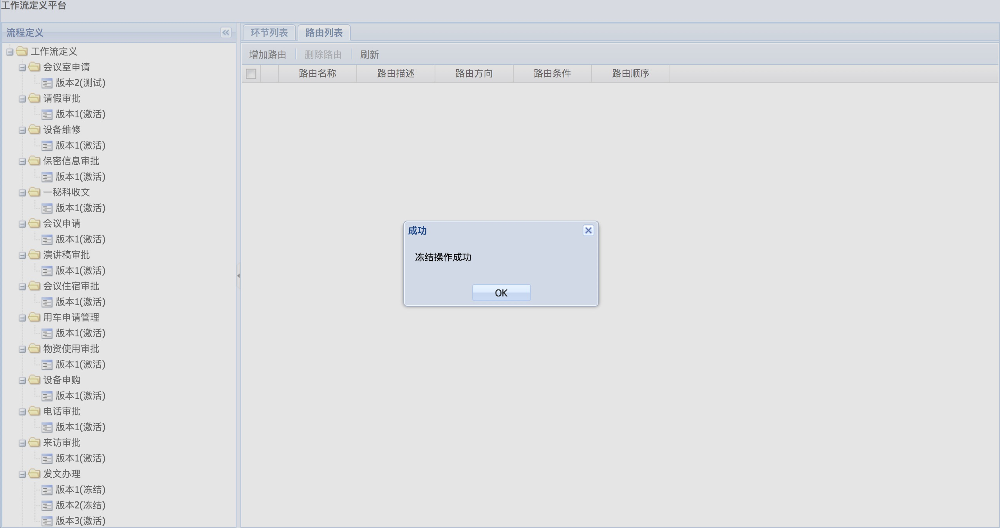 工作流定义平台
流程定义
工作流定义
会议室申请
版本2(测试)
请假审批
版本1(激活)
设备维修
版本1(激活)
保密信息审批
版本1(激活)
一秘科收文
版本1(激活)
会议申请
版本1(激活)
演讲稿审批
版本1(激活)
会议住宿审批
版本1(激活)
用车申请管理
版本1(激活)
物资使用审批
版本1(激活)
设备申购
版本1(激活)
电话审批
版本1(激活)
来访审批
版本1(激活)
发文办理
版本1(冻结)
版本2(冻结)
版本3(激活)
环节列表 路由列表
增加路由 删除路由 刷新
路由名称 路由描述 路由方向 路由条件 路由顺序
成功
冻结操作成功
OK